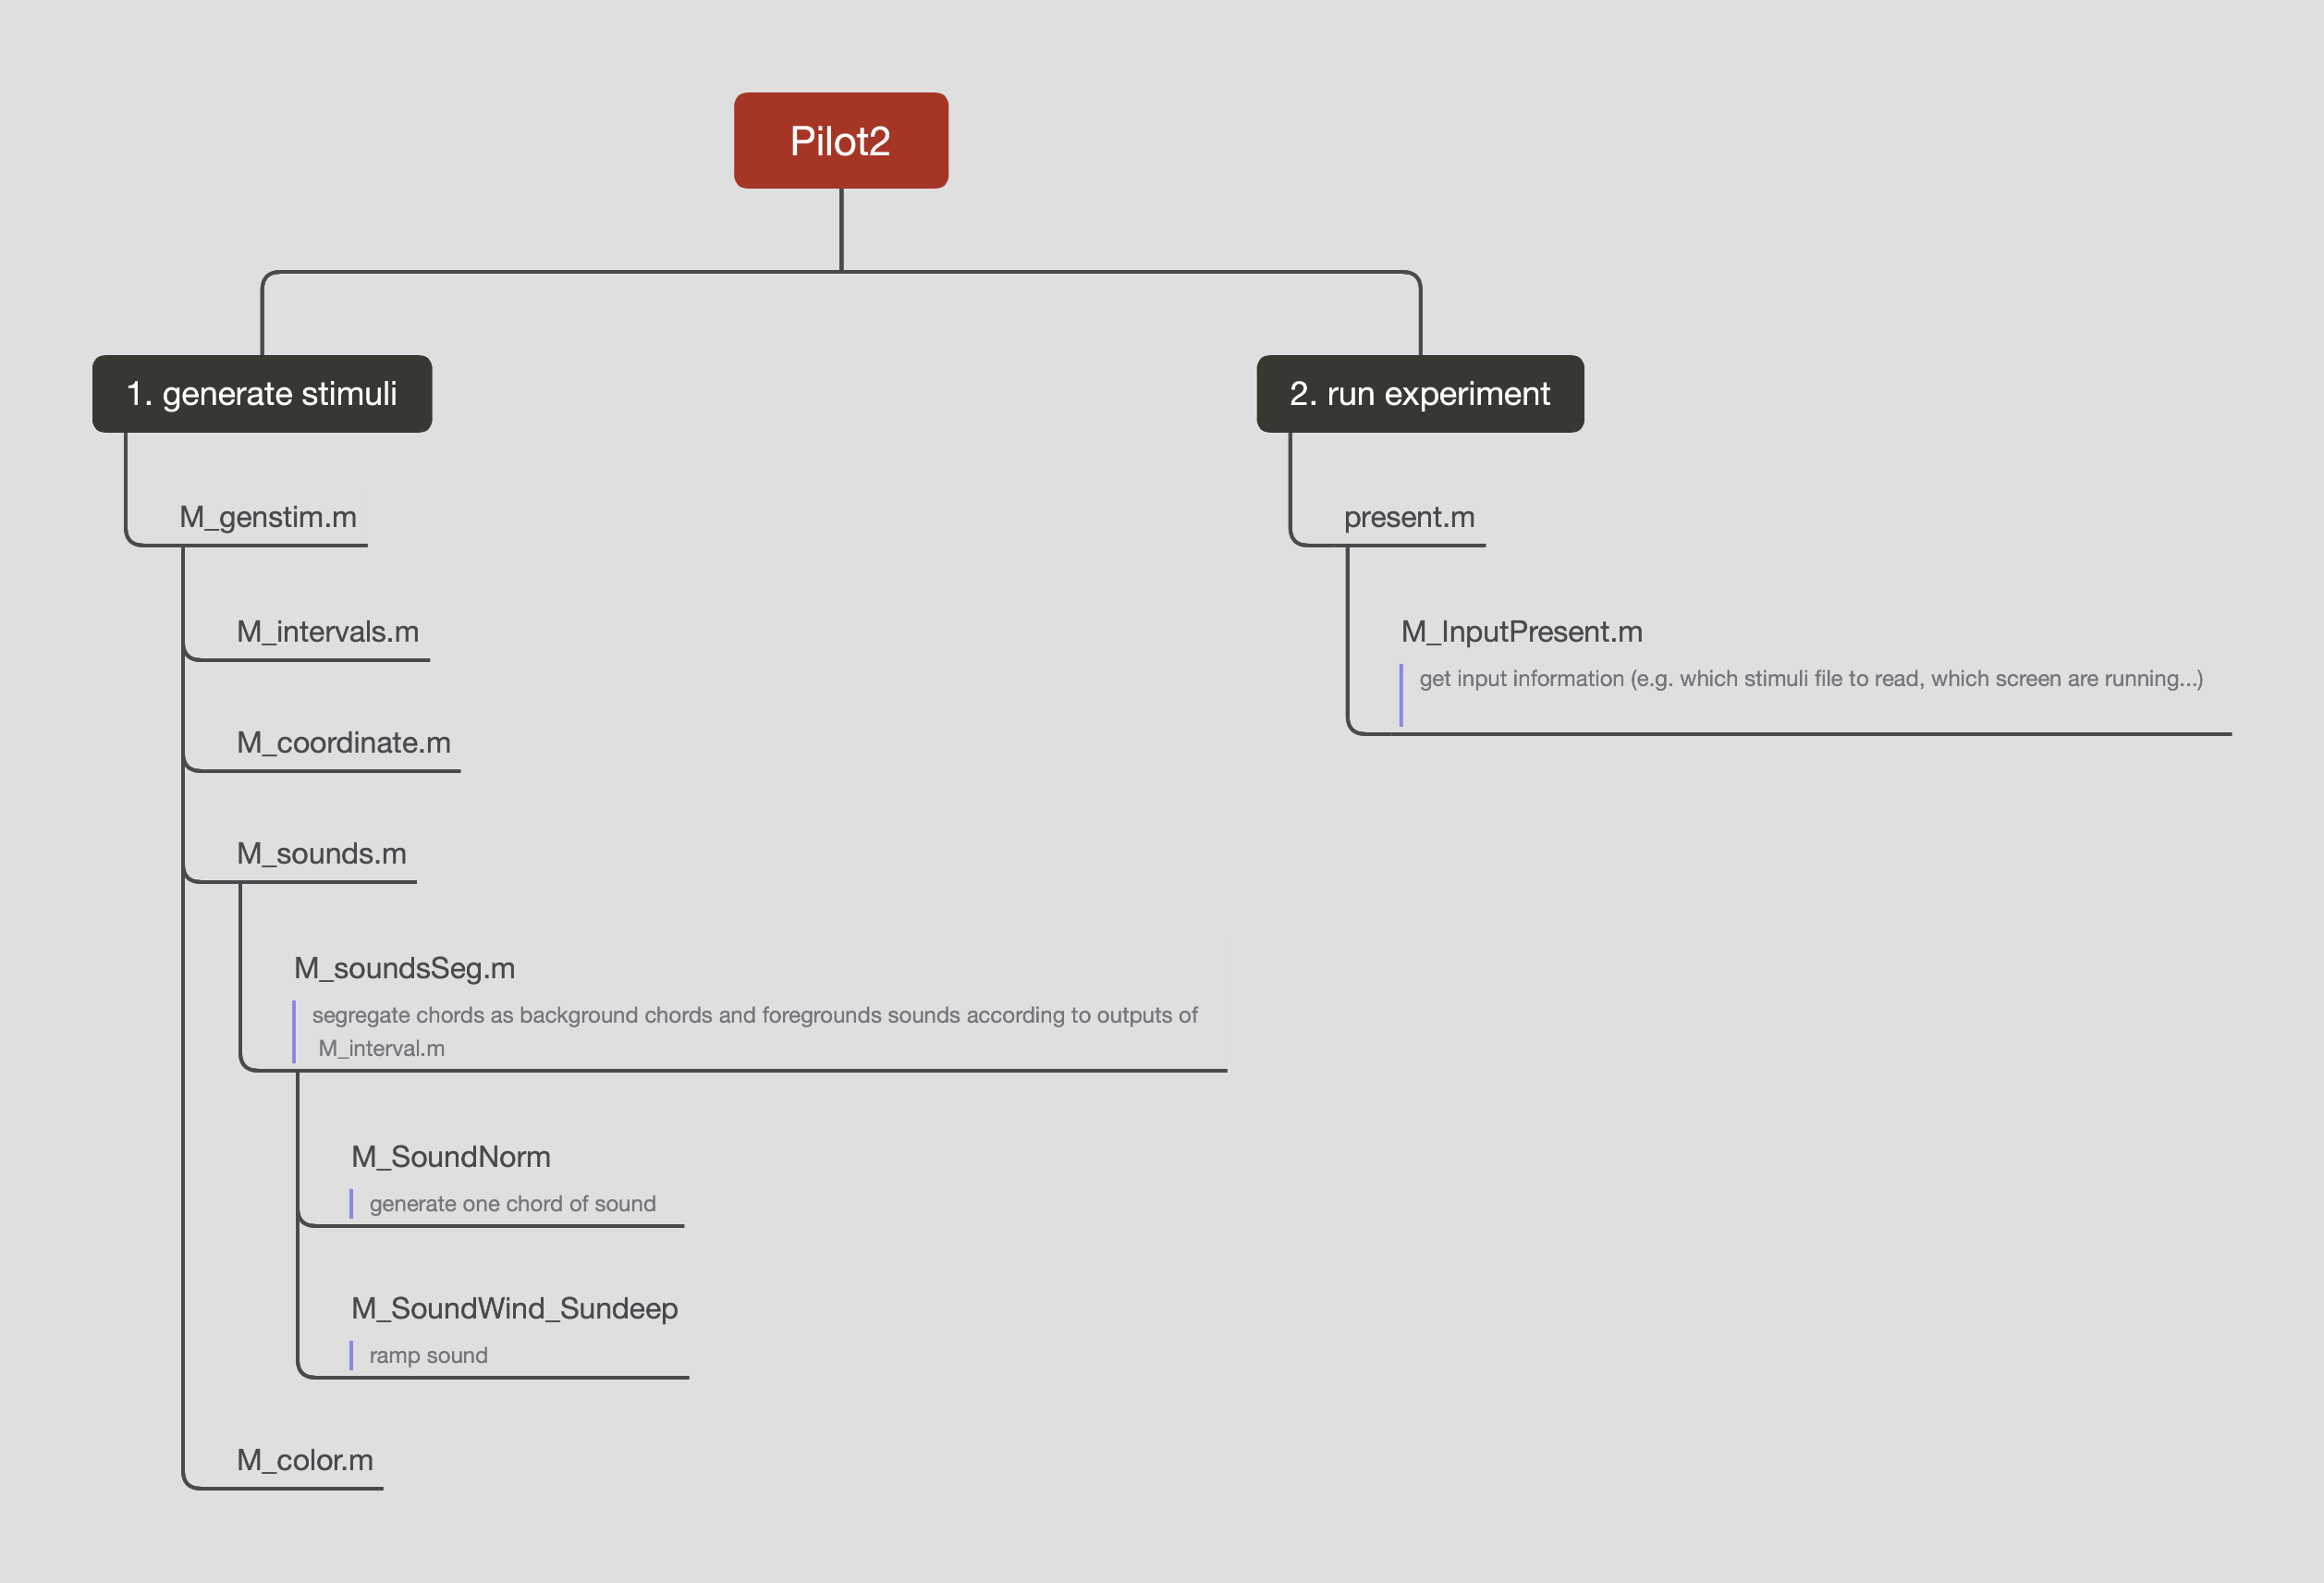 Pilot2
1. generate stimuli
2. run experiment
M_genstim.m
present.m
M_intervals.m
M_InputPresent.m
get input information (e.g. which stimuli file to read, which screen are running...)
M_coordinate.m
M_sounds.m
M_soundsSeg.m
segregate chords as background chords and foregrounds sounds according to outputs of
M_interval.m
M_SoundNorm
generate one chord of sound
M_SoundWind_Sundeep
ramp sound
M_color.m